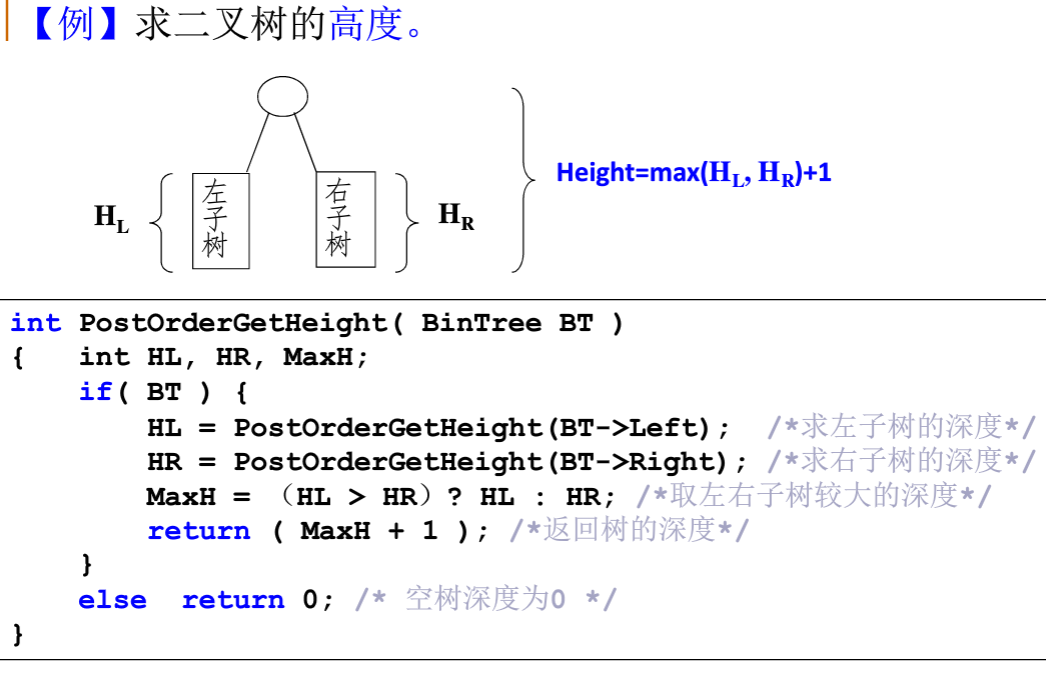 【例】求二叉树的高度。
左子树
右子树
H_L
H_R
Height=max(H_L, H_R)+1
int PostOrderGetHeight( BinTree BT )
{    int HL, HR, MaxH;
    if( BT ) {
        HL = PostOrderGetHeight(BT->Left);  /*求左子树的深度*/
        HR = PostOrderGetHeight(BT->Right); /*求右子树的深度*/
        MaxH = （HL > HR）? HL : HR; /*取左右子树较大的深度*/
        return ( MaxH + 1 ); /*返回树的深度*/
    }
    else  return 0; /* 空树深度为0 */
}